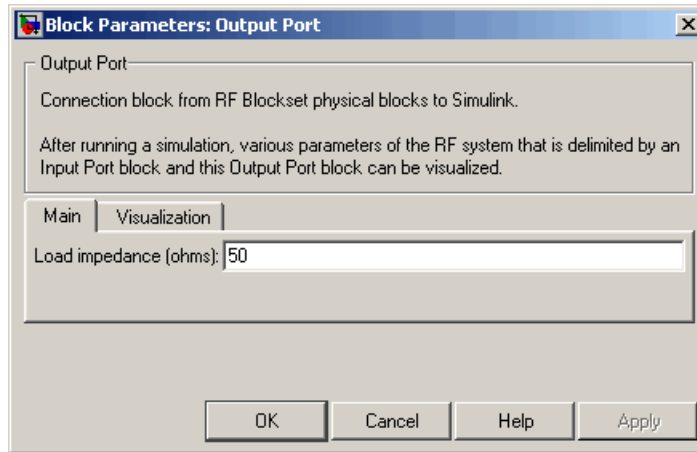 Block Parameters: Output Port
Output Port
Connection block from RF Blockset physical blocks to Simulink.
After running a simulation, various parameters of the RF system that is delimited by an
Input Port block and this Output Port block can be visualized.
Main Visualization
Load impedance (ohms): 50
OK Cancel Help Apply